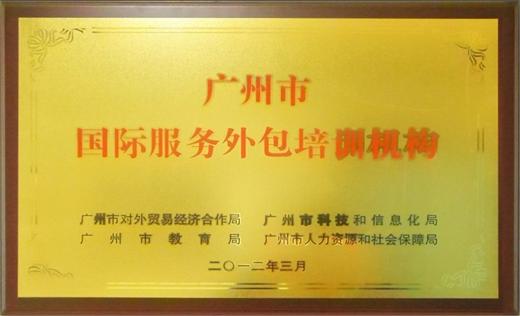 广州市
国际服务外包培训机构
广州市对外贸易经济合作局 广州市科技和信息化局
广州市教育局 广州市人力资源和社会保障局
二〇一二年三月